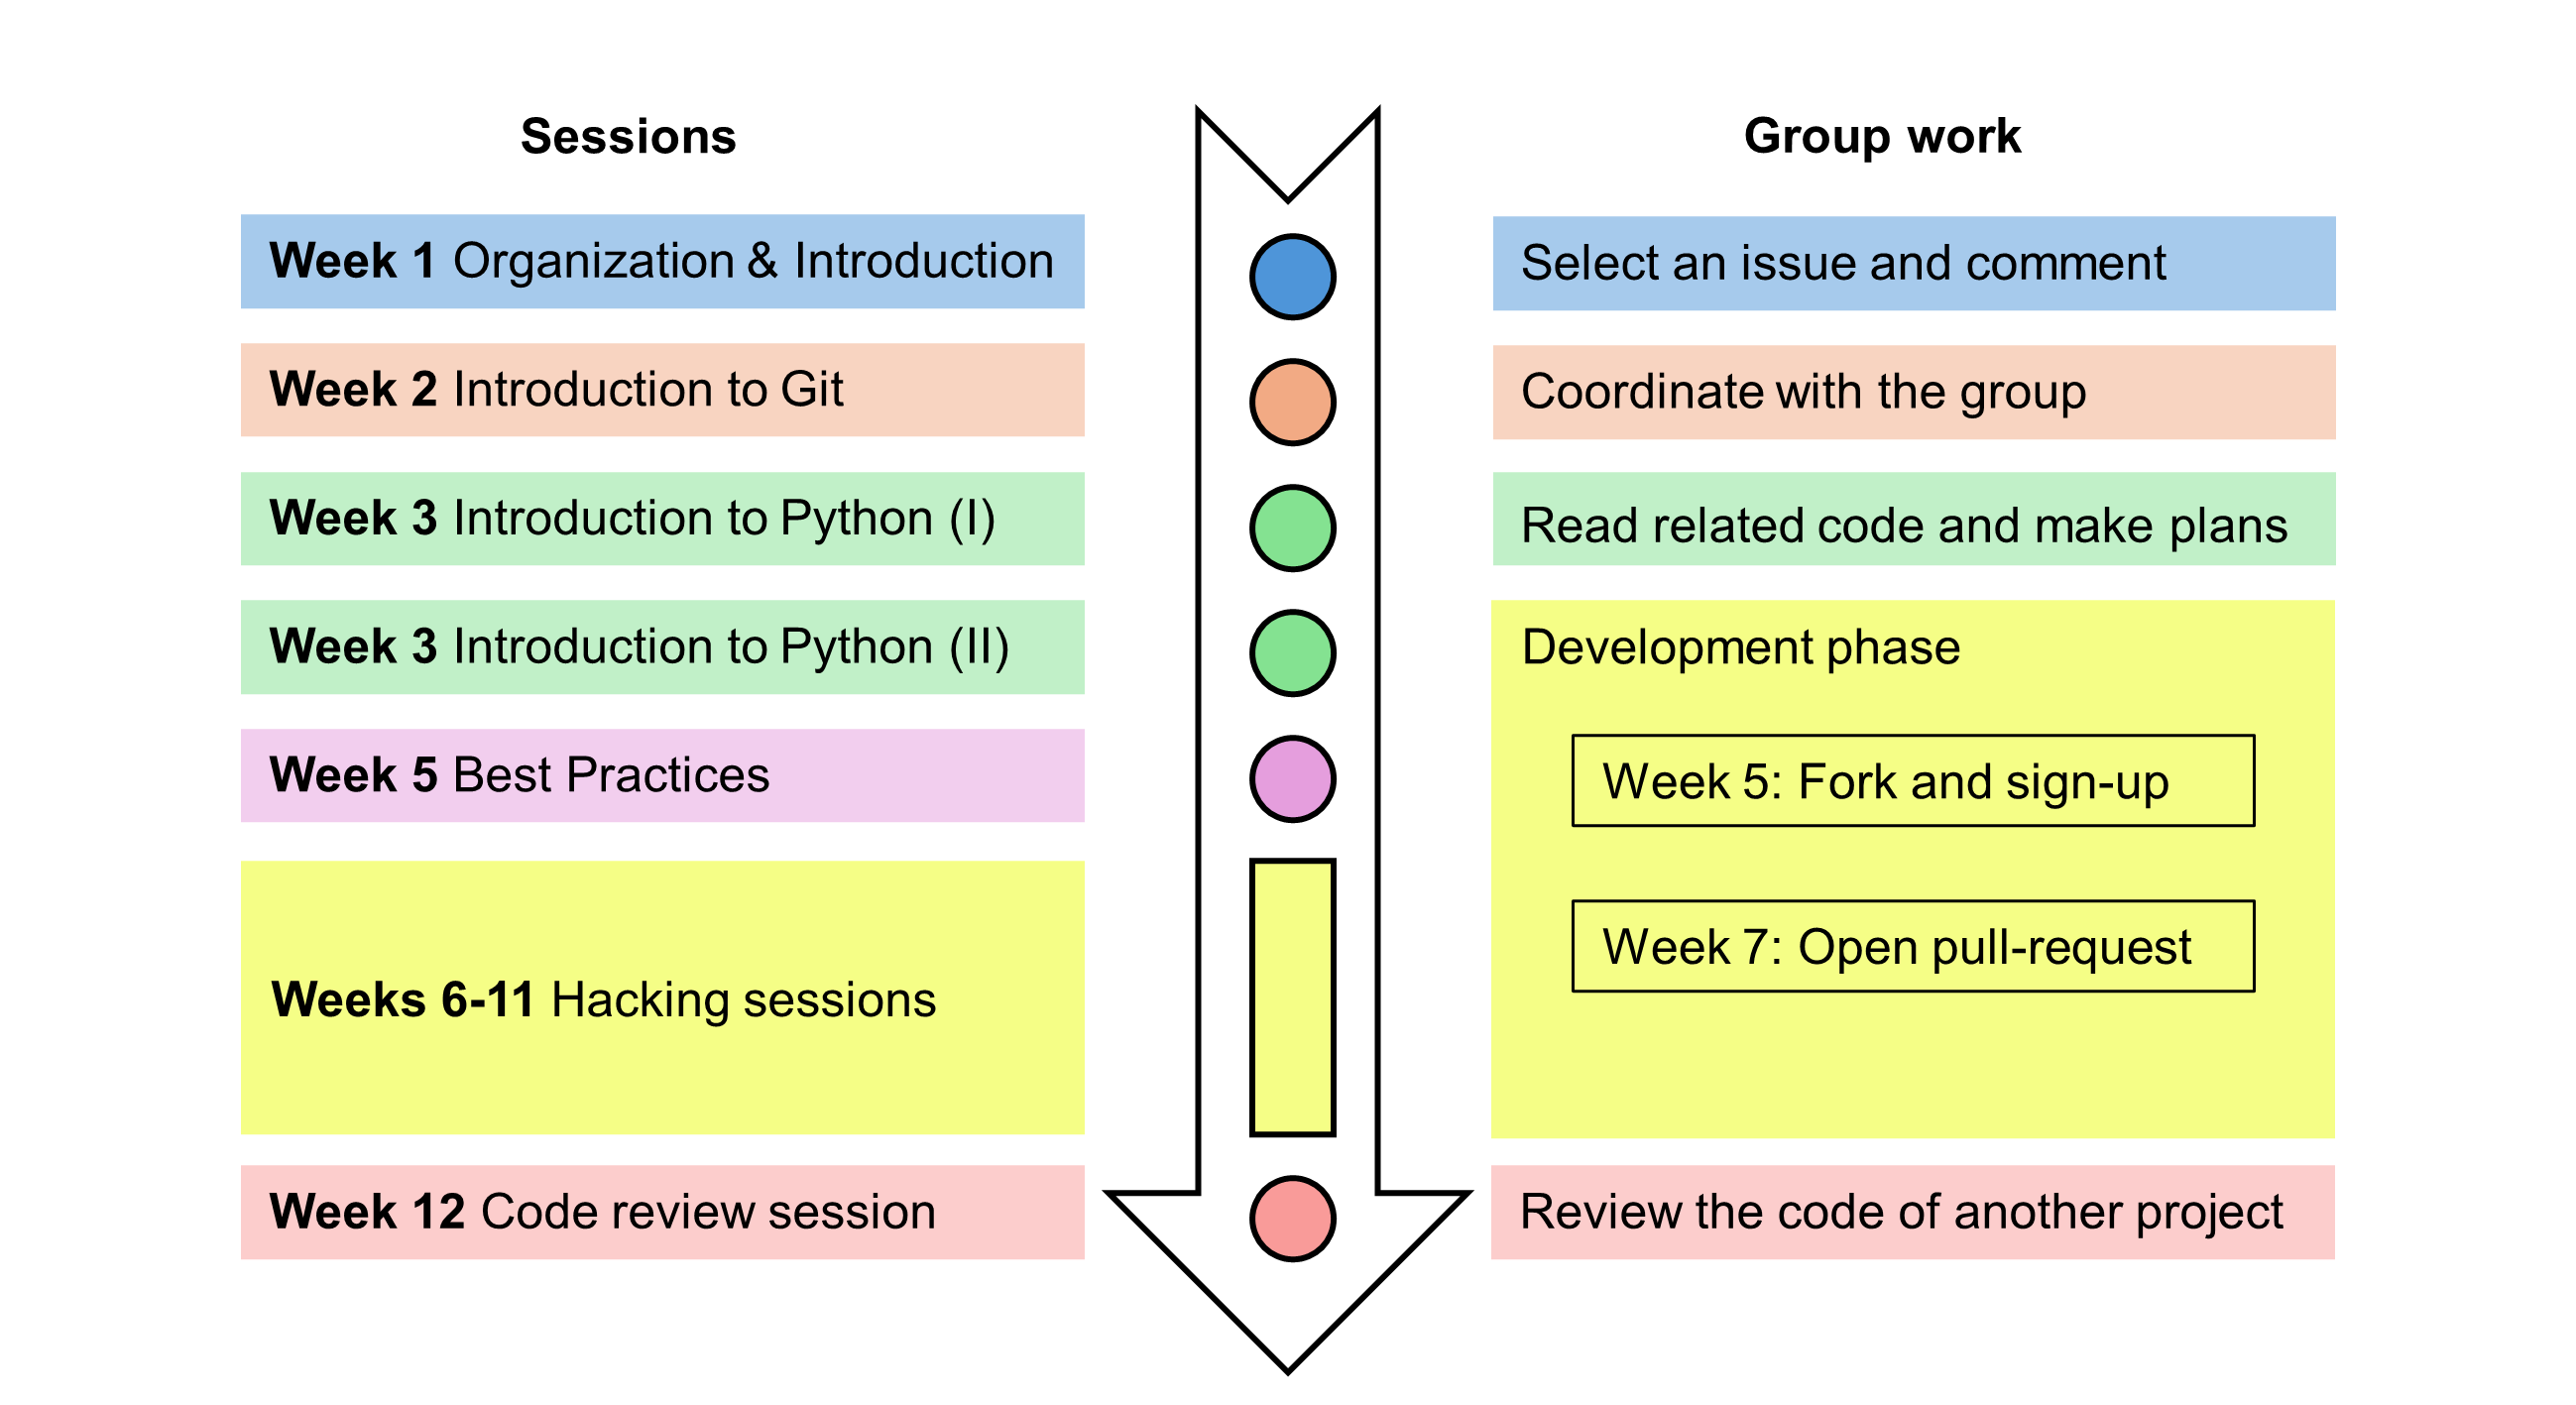 Sessions
Week 1 Organization & Introduction
Week 2 Introduction to Git
Week 3 Introduction to Python (I)
Week 3 Introduction to Python (II)
Week 5 Best Practices
Weeks 6-11 Hacking sessions
Week 12 Code review session
Group work
Select an issue and comment
Coordinate with the group
Read related code and make plans
Development phase
Week 5: Fork and sign-up
Week 7: Open pull-request
Review the code of another project